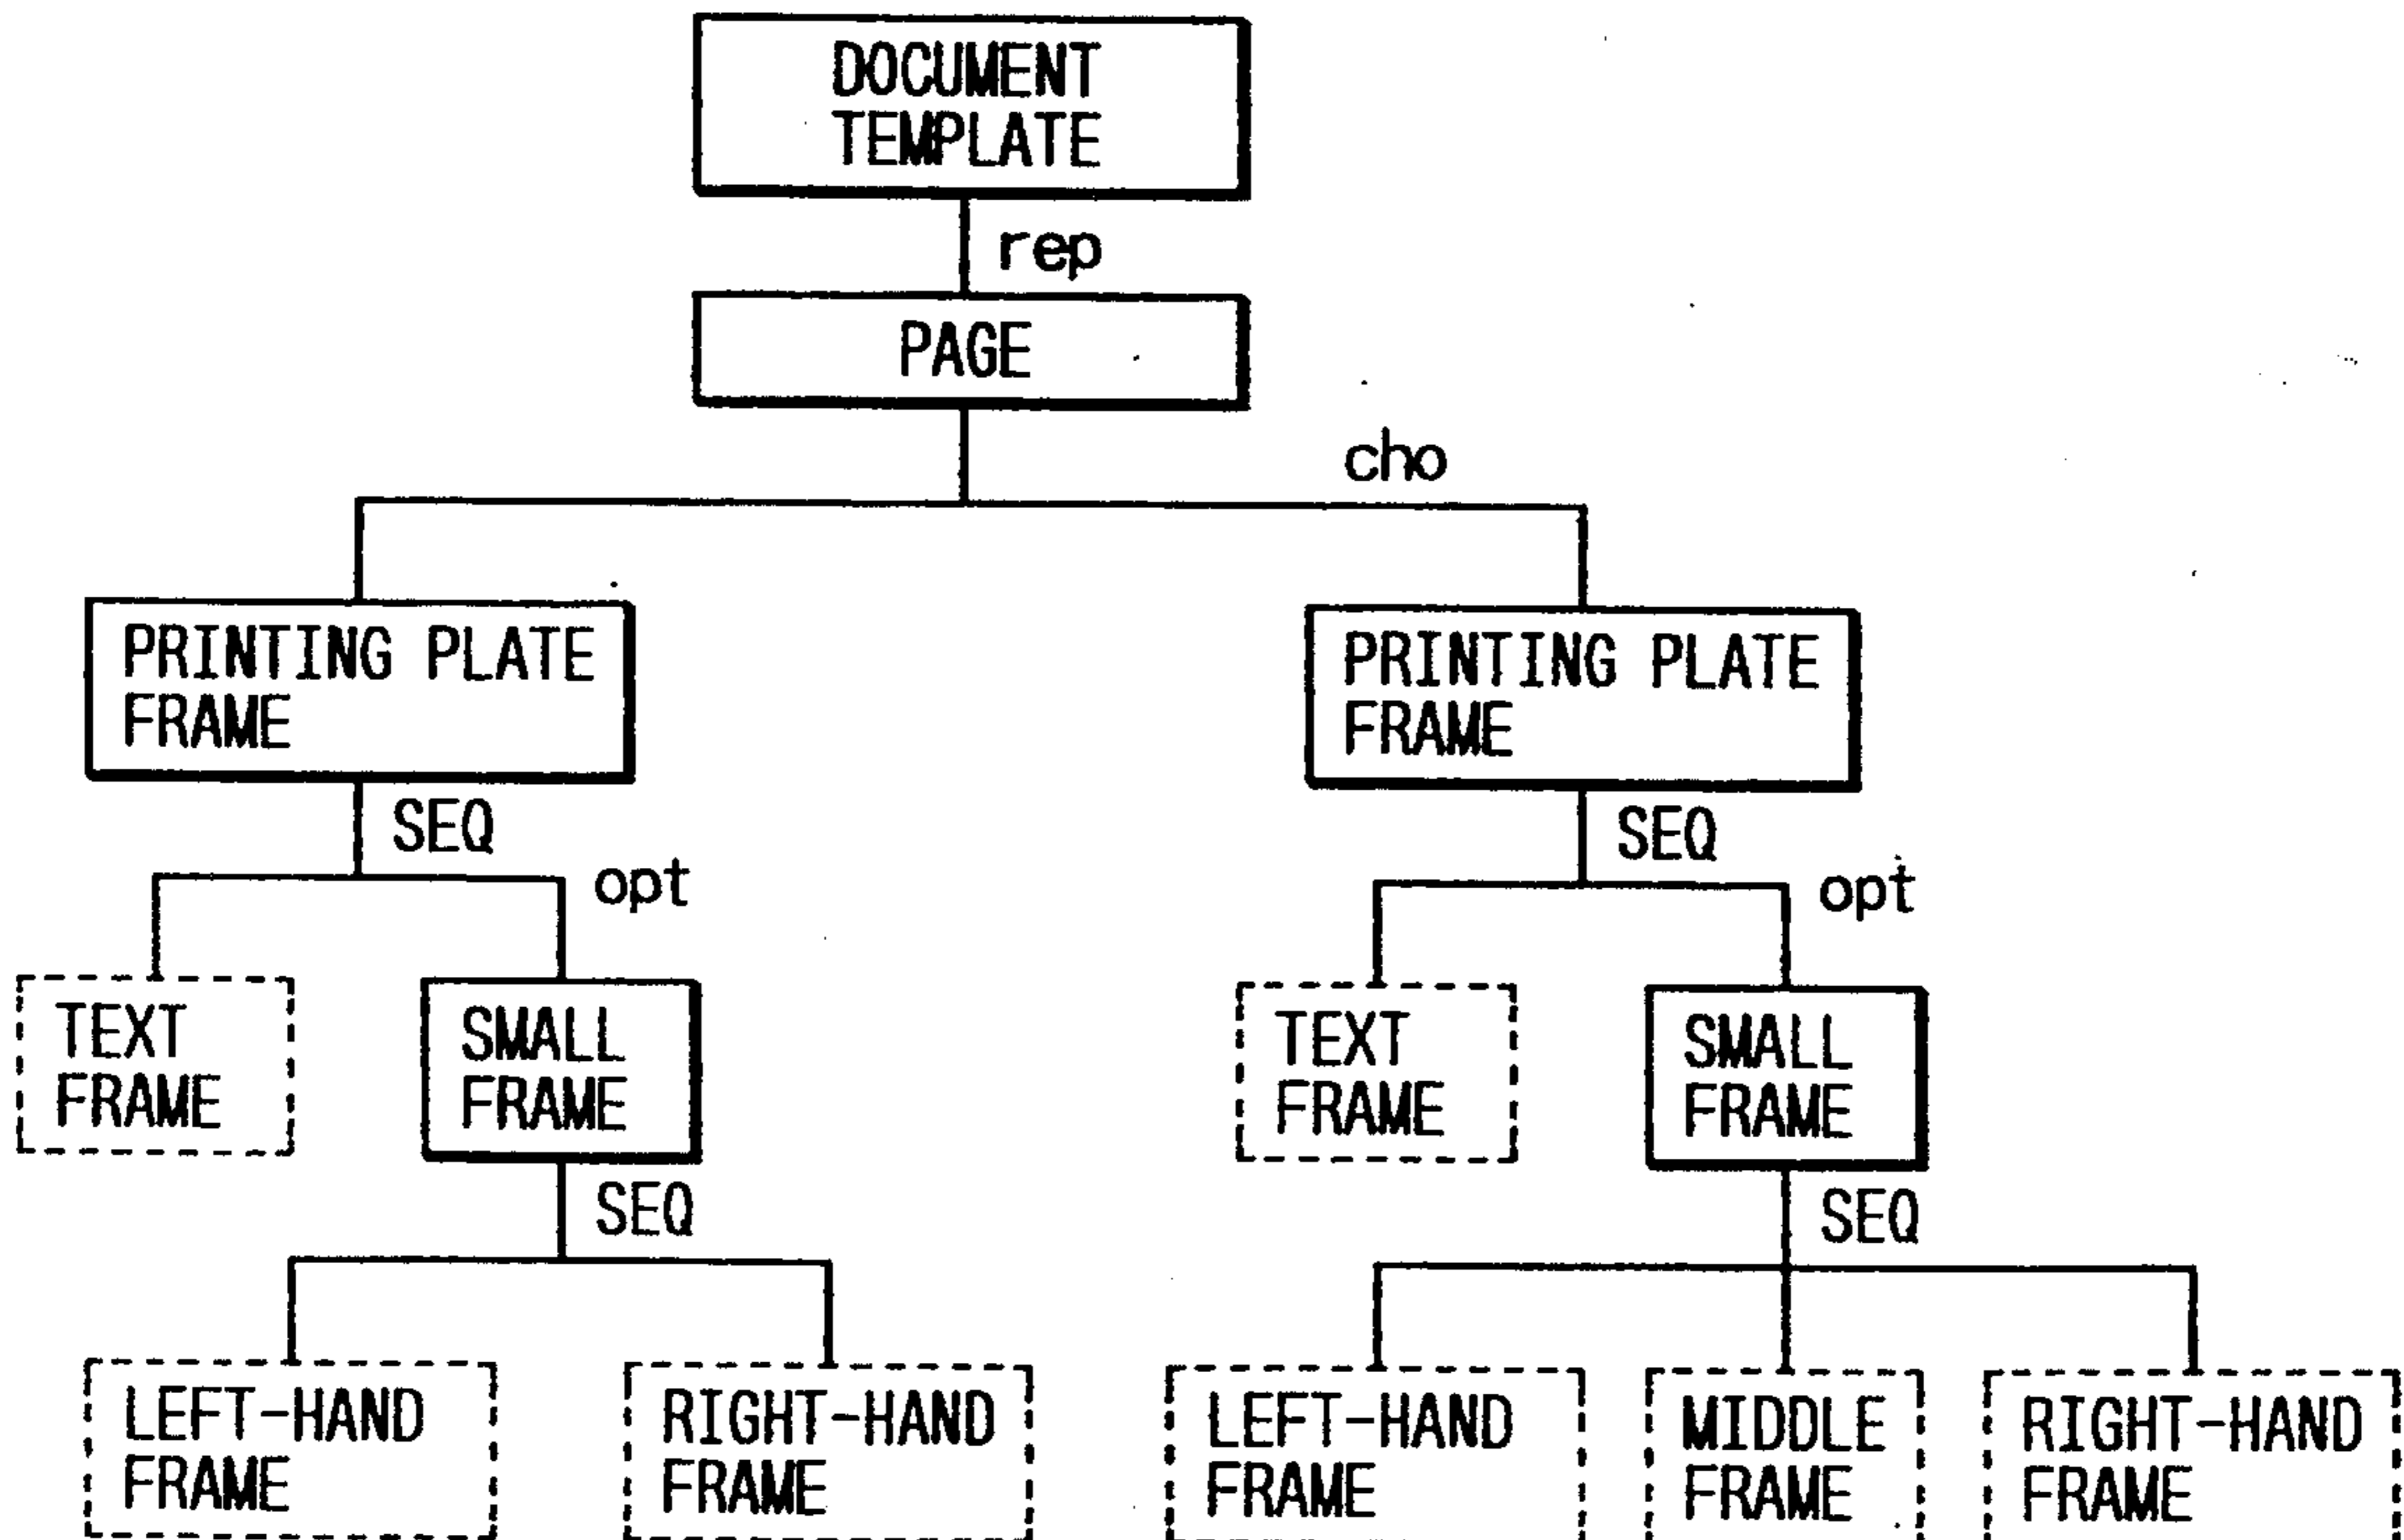 DOCUMENT
TEMPLATE
rep
PAGE
cho
PRINTING PLATE
FRAME
PRINTING PLATE
FRAME
SEQ
SEQ
opt
opt
TEXT
FRAME
SMALL
FRAME
TEXT
FRAME
SMALL
FRAME
SEQ
SEQ
LEFT-HAND
FRAME
RIGHT-HAND
FRAME
LEFT-HAND
FRAME
MIDDLE
FRAME
RIGHT-HAND
FRAME